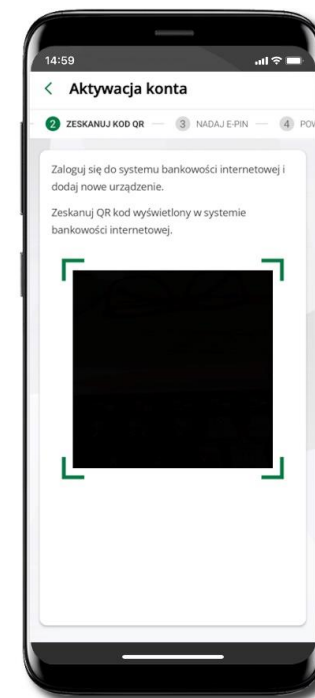 14:59
Aktywacja konta
2 ZESKANUJ KOD QR 3 NADAJ E-PIN 4 POW
Zaloguj się do systemu bankowości internetowej i
dodaj nowe urządzenie.
Zeskanuj QR kod wyświetlony w systemie
bankowości internetowej.